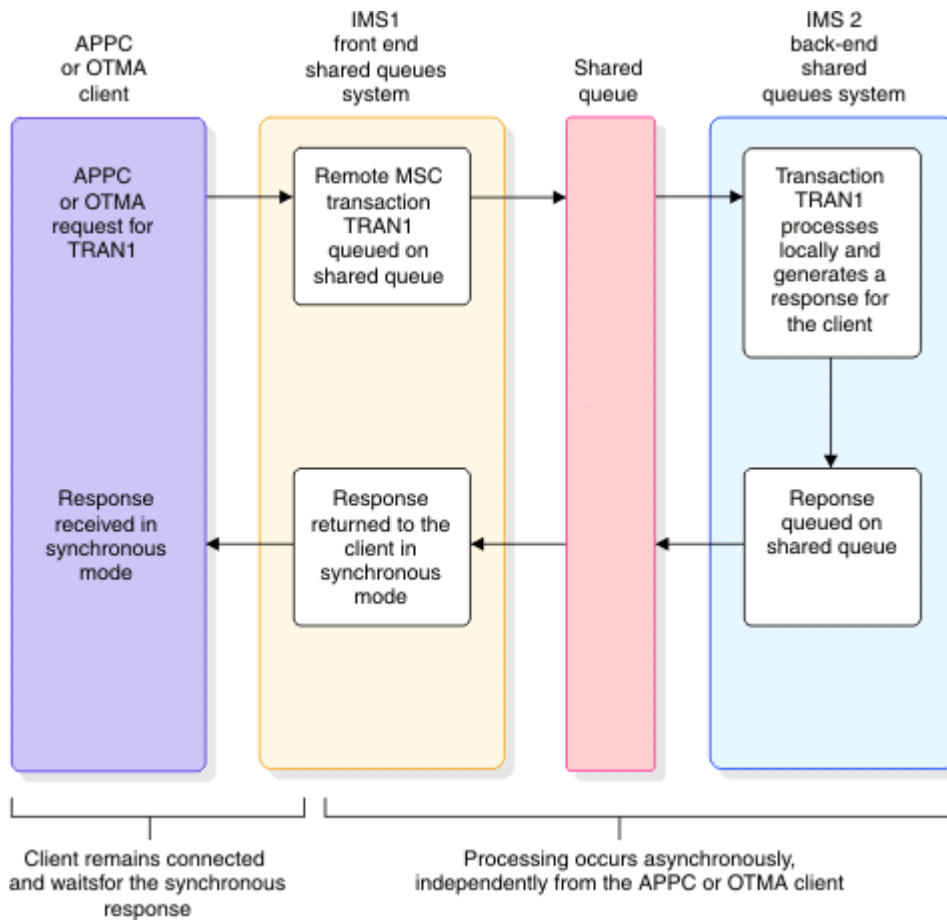 APPC
or OTMA
client
IMS1
front end
shared queues
system
Shared
queue
IMS 2
back-end
shared
queues system
APPC
or OTMA
request for
TRAN1
Remote MSC
transaction
TRAN1
queued on
shared queue
Transaction
TRAN1
processes
locally and
generates a
response for
the client
Response
received in
synchronous
mode
Response
returned to the
client in
synchronous
mode
Reponse
queued on
shared queue
Client remains connected
and waitsfor the synchronous
response
Processing occurs asynchronously,
independently from the APPC or OTMA client